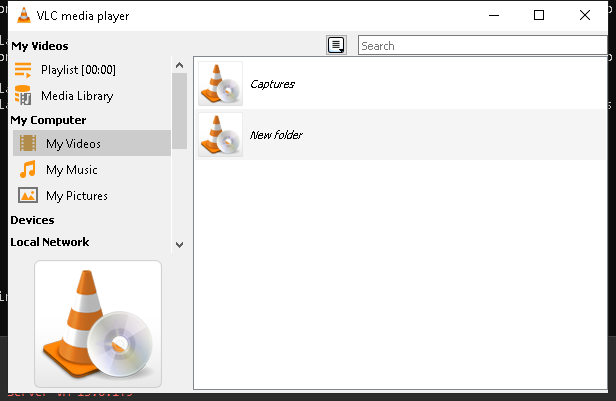 VLC media player
My Videos
Search
Playlist [00:00]
Media Library
My Computer
My Videos
My Music
My Pictures
Devices
Local Network
Captures
New folder